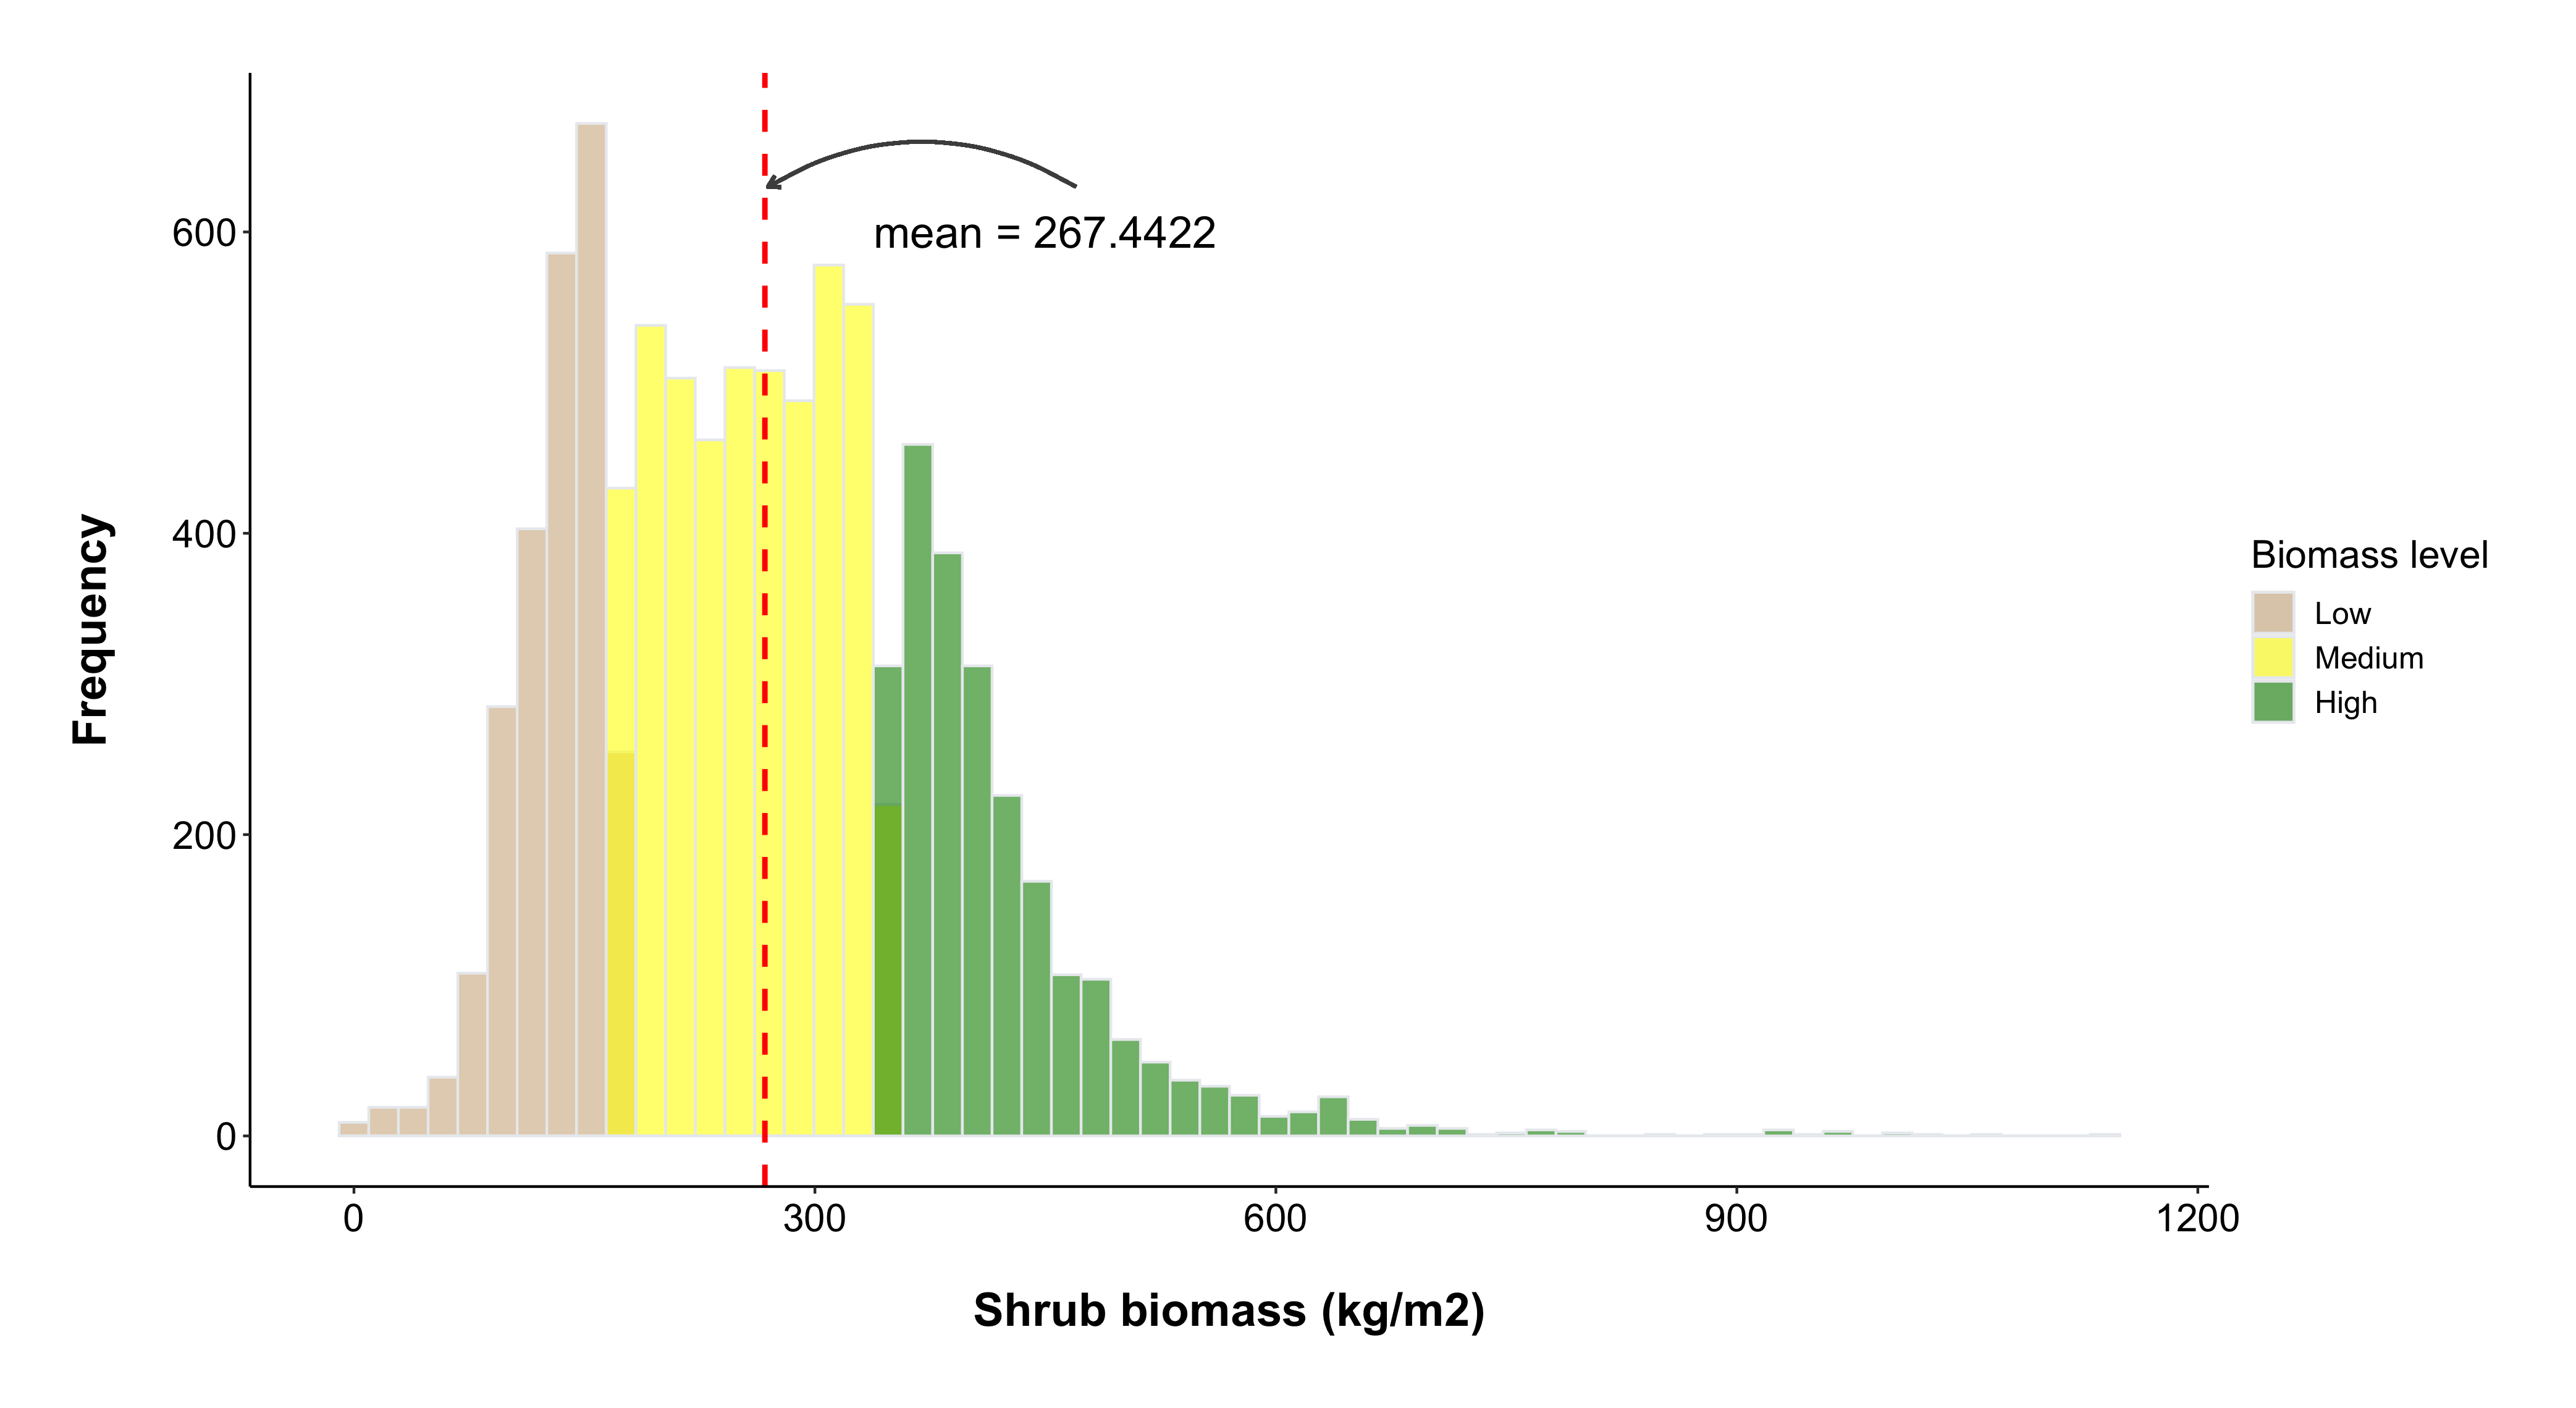 600
400
200
0
Frequency
mean = 267.4422
0 300 600 900 1200
Shrub biomass (kg/m2)
Biomass level
Low
Medium
High